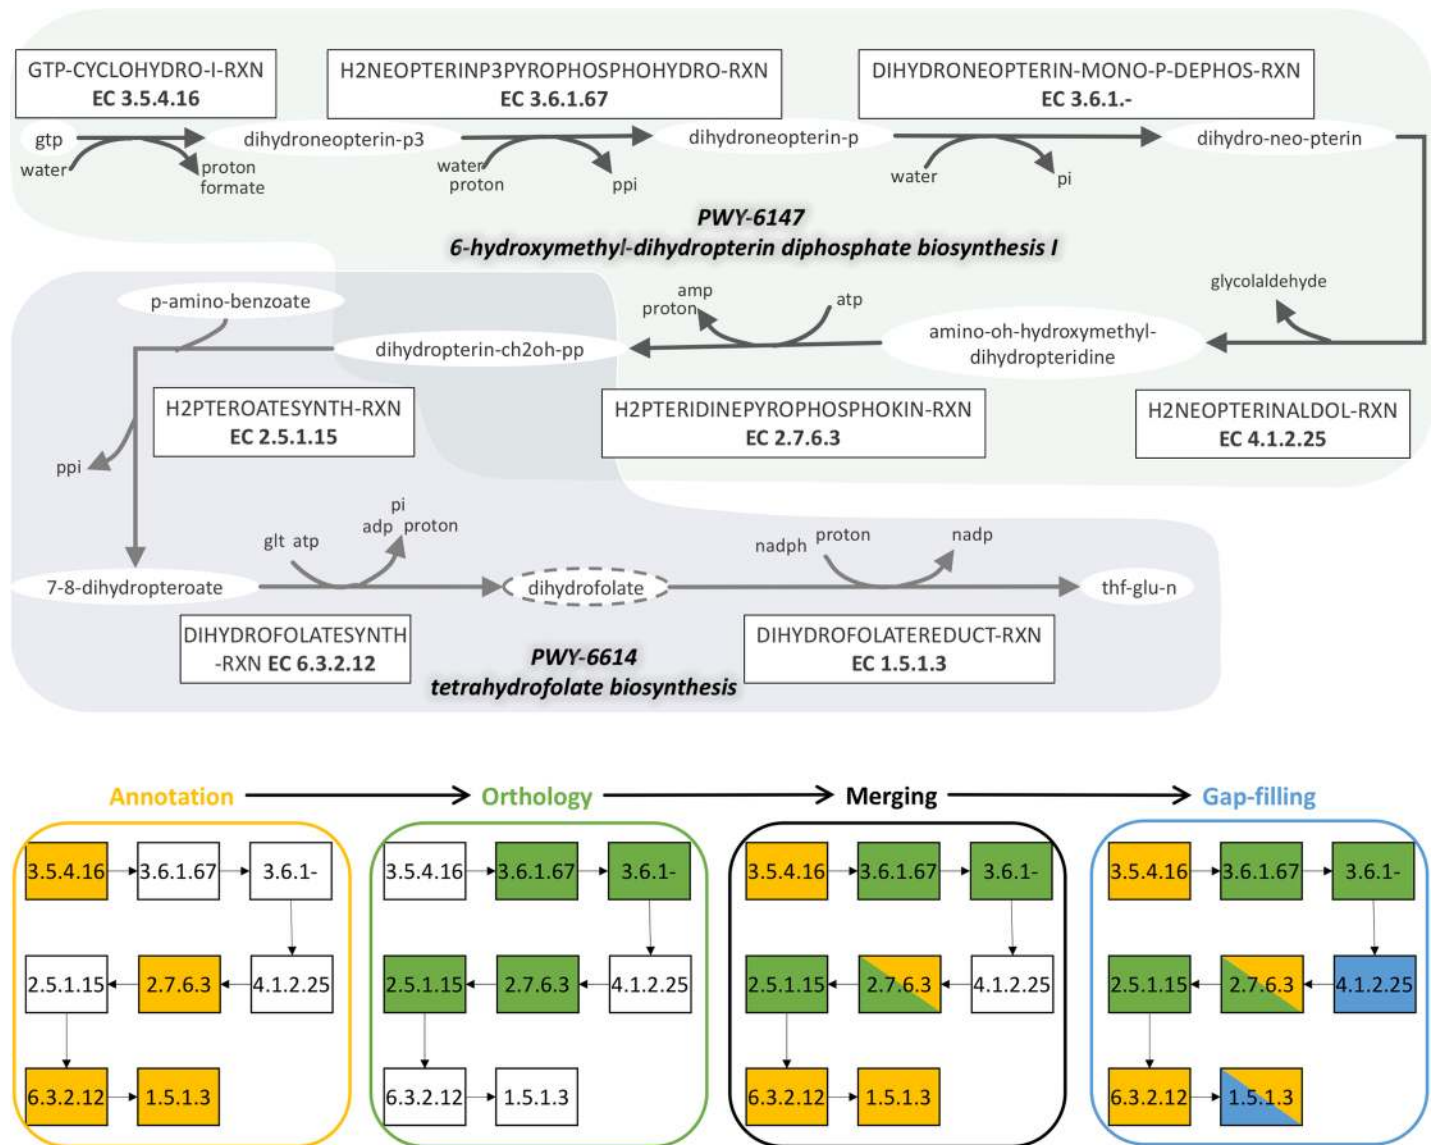 GTP-CYCLOHYDRO-I-RXN
EC 3.5.4.16
H2NEOPTERINP3PYROPHOSPHOHYDRO-RXN
EC 3.6.1.67
DIHYDRONEOPTERIN-MONO-P-DEPHOS-RXN
EC 3.6.1.-
gtp
dihydroneopterin-p3
dihydroneopterin-p
dihydro-neo-pterin
water
proton
formate
water
proton
ppi
water
pi
PWY-6147
6-hydroxymethyl-dihydropterin diphosphate biosynthesis I
p-amino-benzoate
amp
proton
atp
glycolaldehyde
dihydropterin-ch2oh-pp
amino-oh-hydroxymethyl-
dihydropteridine
H2PTEROATESYNTH-RXN
EC 2.5.1.15
H2PTERIDINEPYROPHOSPHOKIN-RXN
EC 2.7.6.3
H2NEOPTERINALDOL-RXN
EC 4.1.2.25
ppi
glt atp
pi
adp proton
nadph
proton
nadp
7-8-dihydropteroate
dihydrofolate
thf-glu-n
DIHYDROFOLATESYNTH
-RXN EC 6.3.2.12
DIHYDROFOLATEREDUCT-RXN
EC 1.5.1.3
PWY-6614
tetrahydrofolate biosynthesis
Annotation
Orthology
Merging
Gap-filling
3.5.4.16
3.6.1.67
3.6.1-
2.5.1.15
2.7.6.3
4.1.2.25
6.3.2.12
1.5.1.3
3.5.4.16
3.6.1.67
3.6.1-
2.5.1.15
2.7.6.3
4.1.2.25
6.3.2.12
1.5.1.3
3.5.4.16
3.6.1.67
3.6.1-
2.5.1.15
2.7.6.3
4.1.2.25
6.3.2.12
1.5.1.3
3.5.4.16
3.6.1.67
3.6.1-
2.5.1.15
2.7.6.3
4.1.2.25
6.3.2.12
1.5.1.3